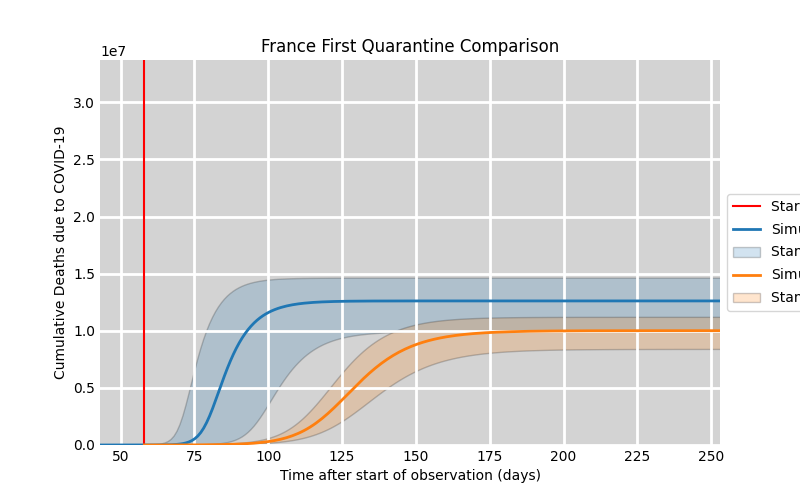 France First Quarantine Comparison
1e7
3.0
2.5
2.0
1.5
1.0
0.5
0.0
Cumulative Deaths due to COVID-19
50 75 100 125 150 175 200 225 250
Time after start of observation (days)
Star
Simu
Stan
Simu
Stan